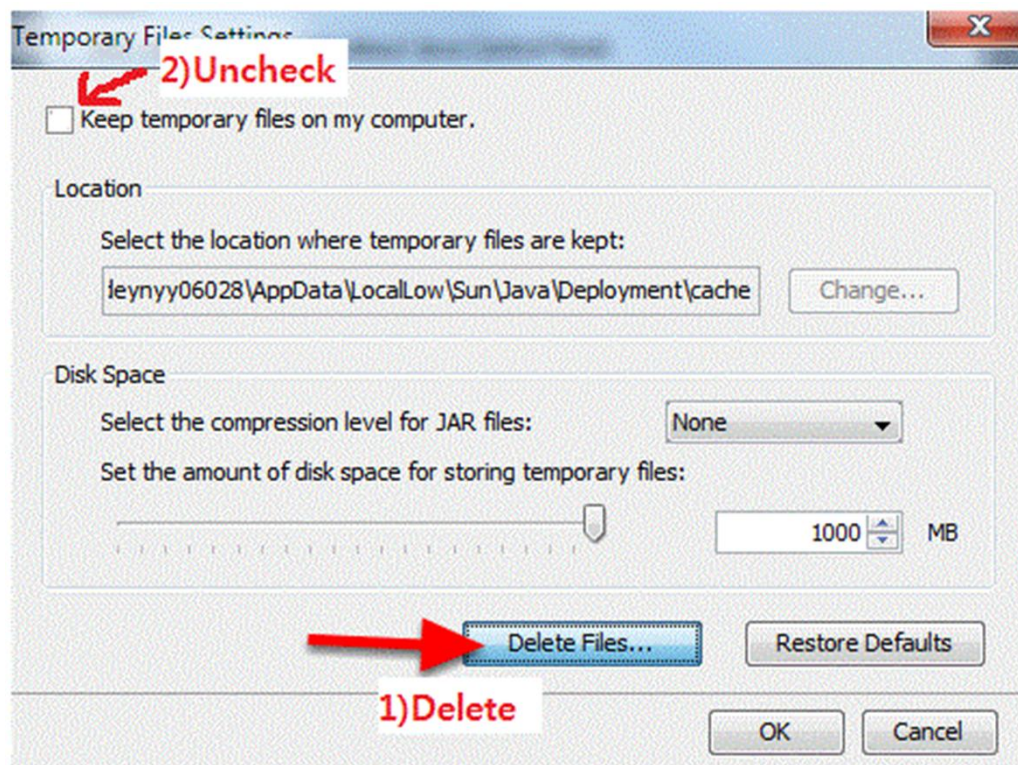 Temporary Files Settings
2)Uncheck
Keep temporary files on my computer.
Location
Select the location where temporary files are kept:
leynyy06028\AppData\LocalLow\Sun\Java\Deployment\cache
Change...
Disk Space
Select the compression level for JAR files:
None
Set the amount of disk space for storing temporary files:
1000
MB
Delete Files...
Restore Defaults
1)Delete
OK
Cancel